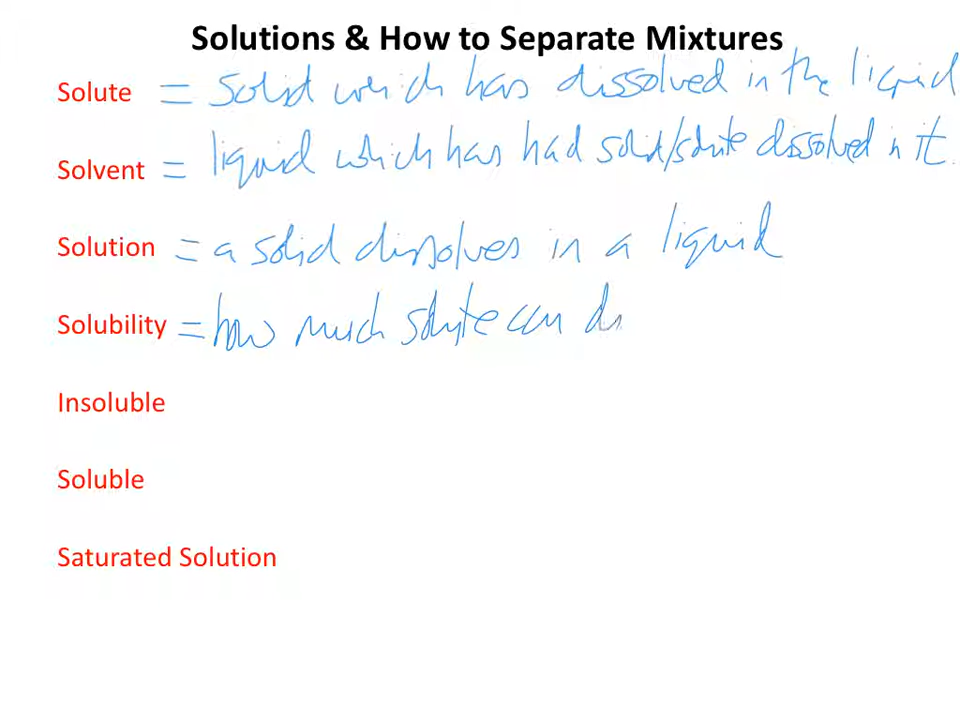 Solutions & How to Separate Mixtures
Solute = solid which has dissolved in the liquid
Solvent = liquid which has had solid/solute dissolved in it.
Solution = a solid dissolves in a liquid
Solubility = how much solute can
Insoluble
Soluble
Saturated Solution